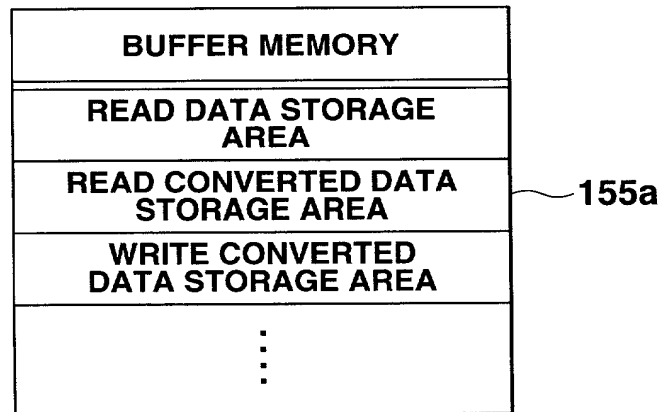 BUFFER MEMORY
READ DATA STORAGE
AREA
READ CONVERTED DATA
STORAGE AREA
155a
WRITE CONVERTED
DATA STORAGE AREA